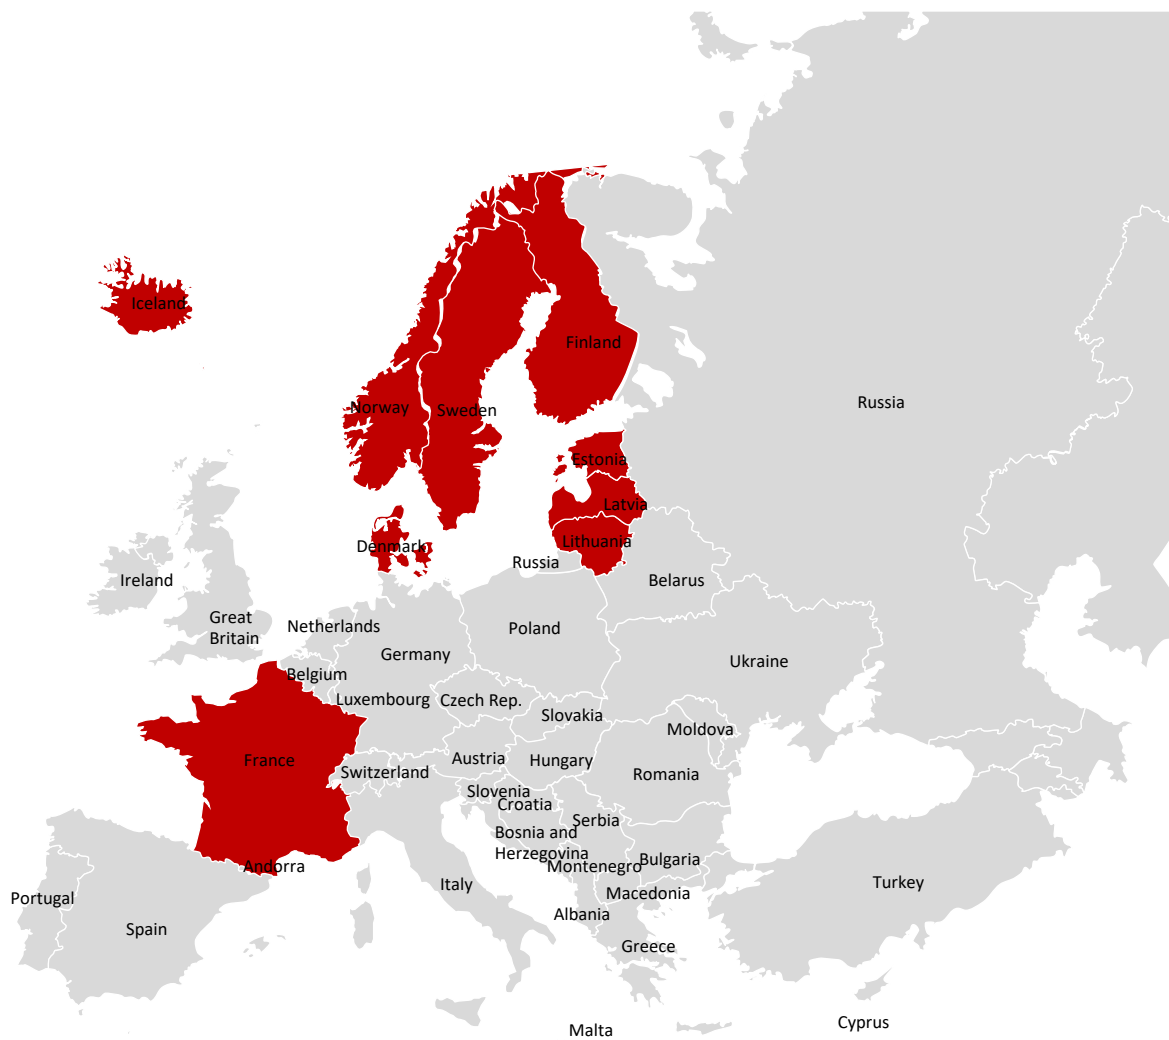 Iceland
Finland
Russia
Norway
Sweden
Estonia
Latvia
Lithuania
Denmark
Russia
Ireland
Belarus
Great
Britain
Netherlands
Poland
Germany
Ukraine
Belgium
Luxembourg
Czech Rep.
Slovakia
Moldova
France
Austria
Hungary
Switzerland
Romania
Slovenia
Croatia
Serbia
Bosnia and
Herzegovina
Bulgaria
Andorra
Montenegro
Italy
Turkey
Macedonia
Portugal
Albania
Spain
Greece
Cyprus
Malta